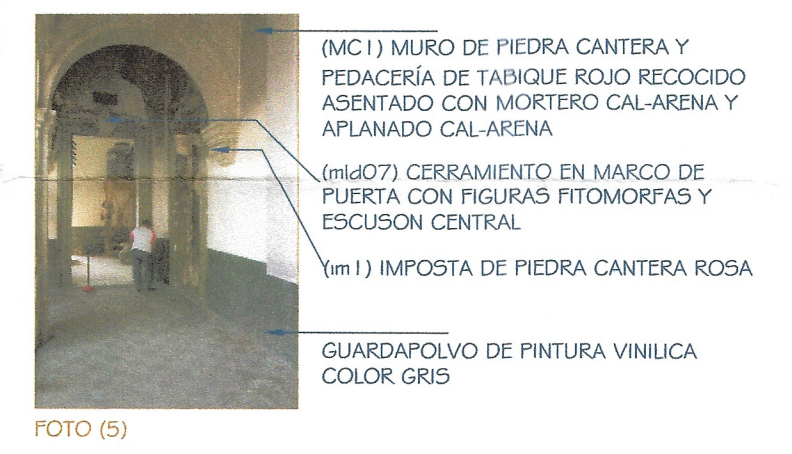 (MC1) MURO DE PIEDRA CANTERA Y
PEDACERÍA DE TABIQUE ROJO RECOCIDO
ASENTADO CON MORTERO CAL-ARENA Y
APLANADO CAL-ARENA
(mld07) CERRAMIENTO EN MARCO DE
PUERTA CON FIGURAS FITOMORFAS Y
ESCUSON CENTRAL
(im1) IMPOSTA DE PIEDRA CANTERA ROSA
GUARDAPOLVO DE PINTURA VINILICA
COLOR GRIS
FOTO (5)